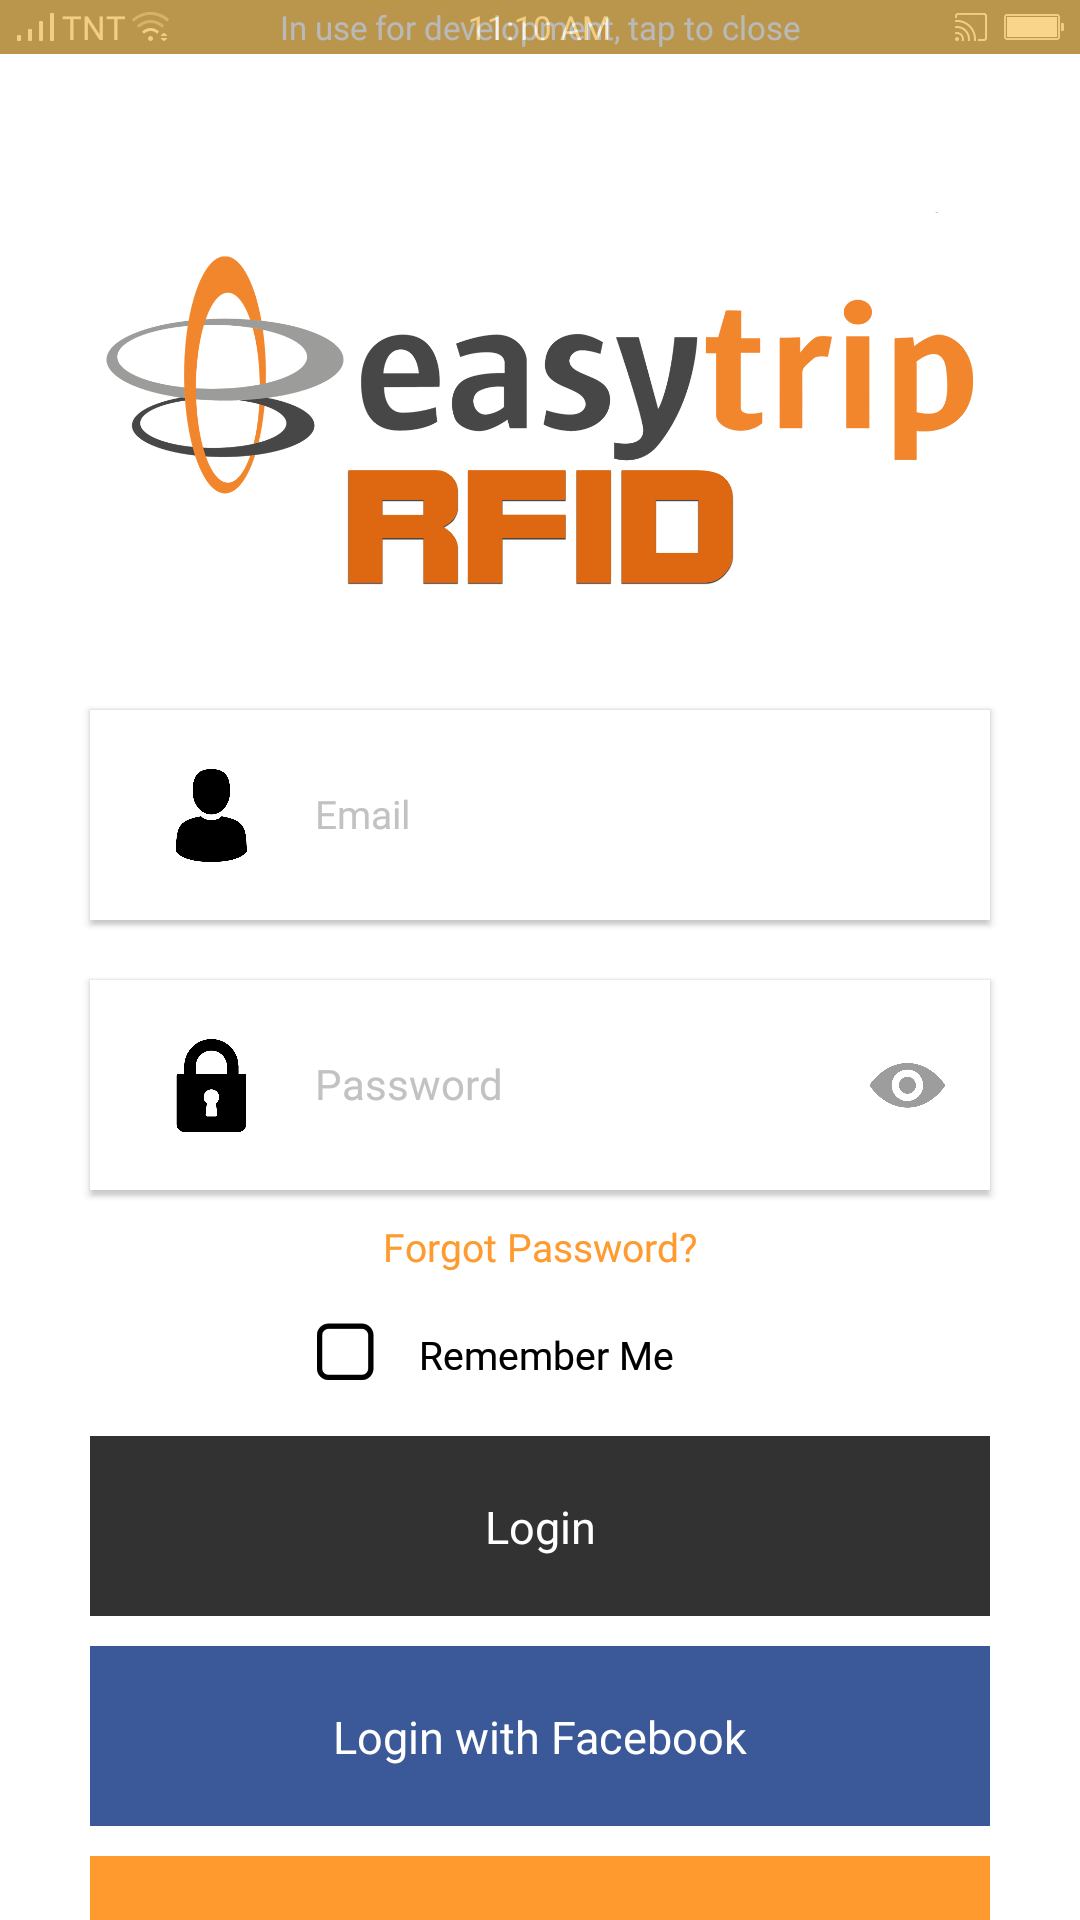 TNT
In use for development, tap to close
11:10 AM
easytrip
RFID
Email
Password
Forgot Password?
Remember Me
Login
Login with Facebook